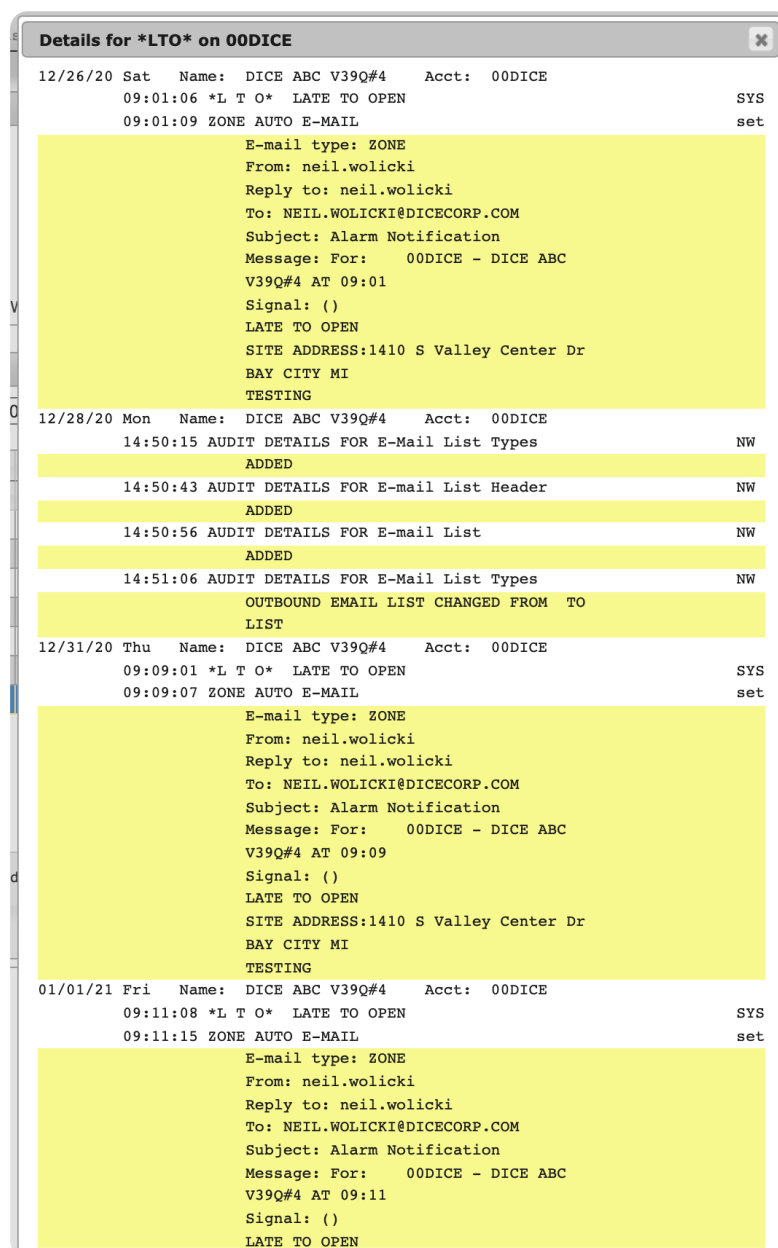 Details for *LTO* on 00DICE
12/26/20 Sat Name: DICE ABC V39Q#4 Acct: 00DICE
09:01:06 *L T O* LATE TO OPEN SYS
09:01:09 ZONE AUTO E-MAIL set
E-mail type: ZONE
From: neil.wolicki
Reply to: neil.wolicki
To: NEIL.WOLICKI@DICECORP.COM
Subject: Alarm Notification
Message: For: 00DICE - DICE ABC
V39Q#4 AT 09:01
Signal: ()
LATE TO OPEN
SITE ADDRESS:1410 S Valley Center Dr
BAY CITY MI
TESTING
12/28/20 Mon Name: DICE ABC V39Q#4 Acct: 00DICE
14:50:15 AUDIT DETAILS FOR E-Mail List Types NW
ADDED
14:50:43 AUDIT DETAILS FOR E-mail List Header NW
ADDED
14:50:56 AUDIT DETAILS FOR E-mail List NW
ADDED
14:51:06 AUDIT DETAILS FOR E-Mail List Types NW
OUTBOUND EMAIL LIST CHANGED FROM TO
LIST
12/31/20 Thu Name: DICE ABC V39Q#4 Acct: 00DICE
09:09:01 *L T O* LATE TO OPEN SYS
09:09:07 ZONE AUTO E-MAIL set
E-mail type: ZONE
From: neil.wolicki
Reply to: neil.wolicki
To: NEIL.WOLICKI@DICECORP.COM
Subject: Alarm Notification
Message: For: 00DICE - DICE ABC
V39Q#4 AT 09:09
Signal: ()
LATE TO OPEN
SITE ADDRESS:1410 S Valley Center Dr
BAY CITY MI
TESTING
01/01/21 Fri Name: DICE ABC V39Q#4 Acct: 00DICE
09:11:08 *L T O* LATE TO OPEN SYS
09:11:15 ZONE AUTO E-MAIL set
E-mail type: ZONE
From: neil.wolicki
Reply to: neil.wolicki
To: NEIL.WOLICKI@DICECORP.COM
Subject: Alarm Notification
Message: For: 00DICE - DICE ABC
V39Q#4 AT 09:11
Signal: ()
LATE TO OPEN